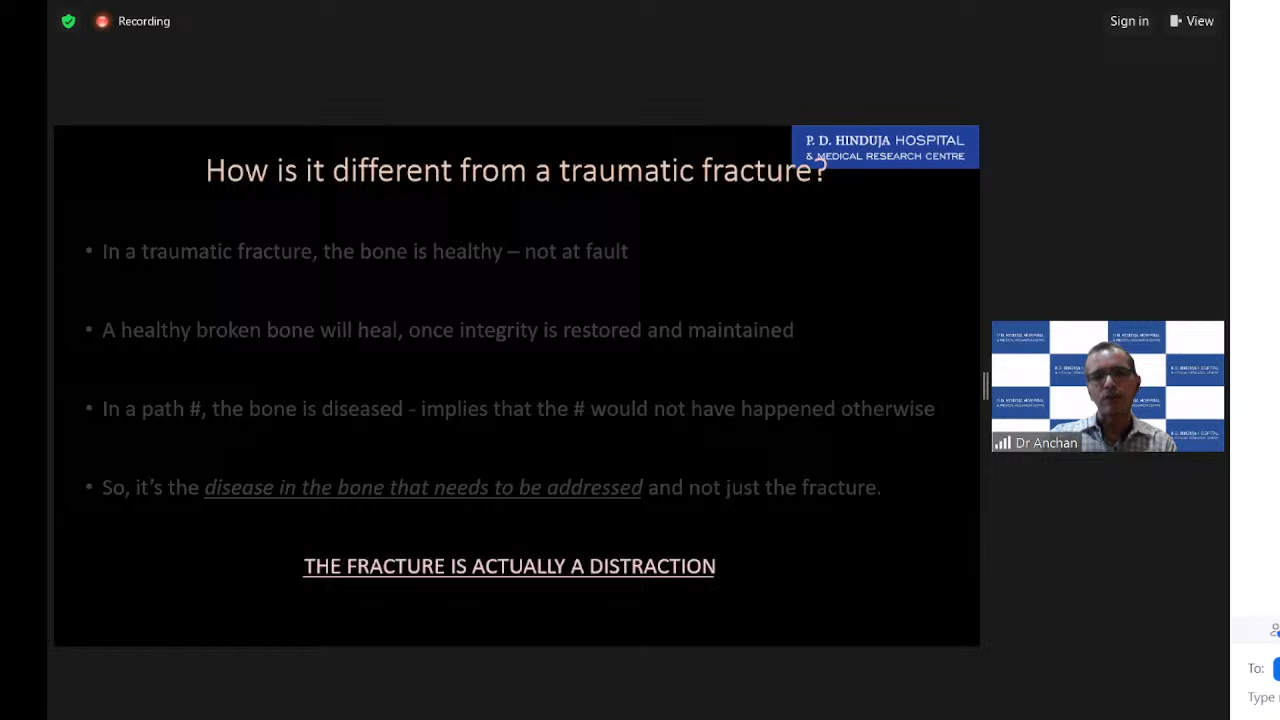 Recording
Sign in
View
P. D. HINDUJA HOSPITAL
& MEDICAL RESEARCH CENTRE
How is it different from a traumatic fracture?
• In a traumatic fracture, the bone is healthy – not at fault
• A healthy broken bone will heal, once integrity is restored and maintained
• In a path #, the bone is diseased - implies that the # would not have happened otherwise
• So, it's the disease in the bone that needs to be addressed and not just the fracture.
THE FRACTURE IS ACTUALLY A DISTRACTION
Dr Anchan
To:
Type